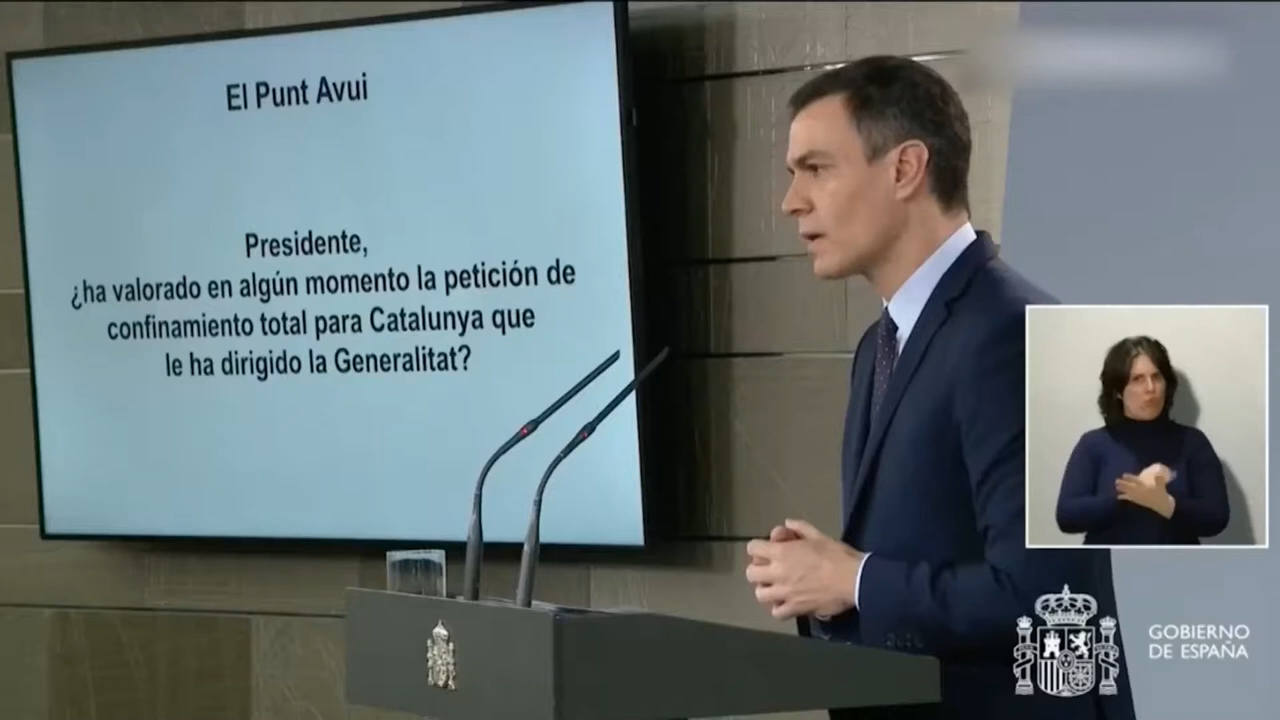 El Punt Avui
Presidente,
¿ha valorado en algún momento la petición de
confinamiento total para Catalunya que
le ha dirigido la Generalitat?
GOBIERNO
DE ESPAÑA